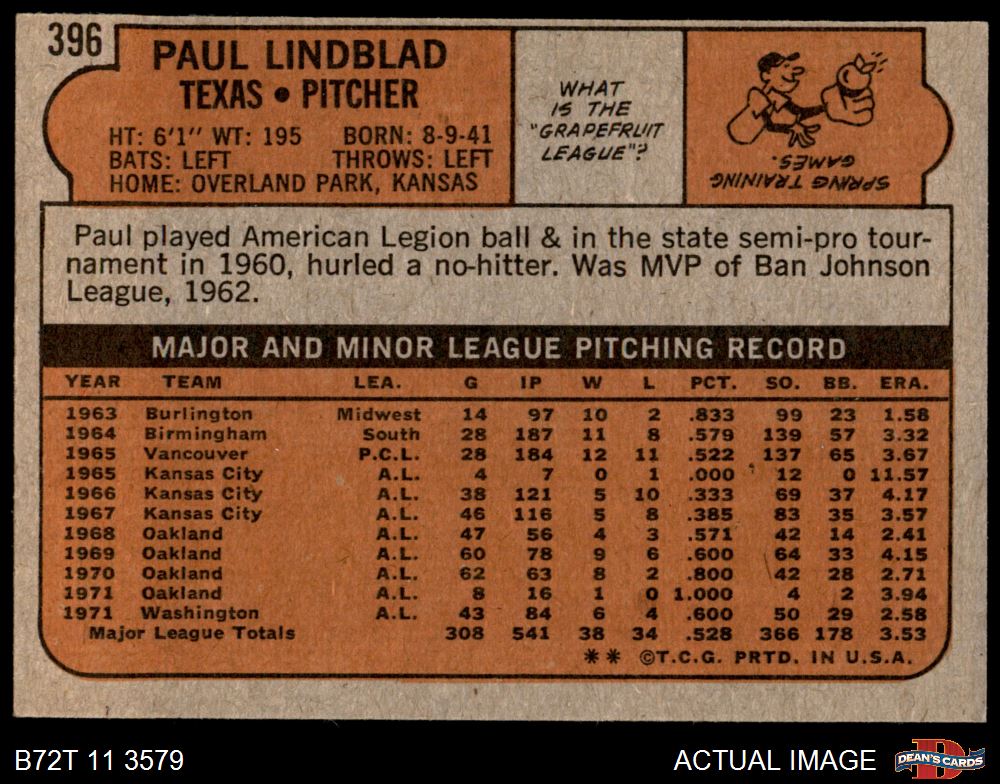 396
PAUL LINDBLAD
TEXAS • PITCHER
HT: 6'1" WT: 195 BORN: 8-9-41
BATS: LEFT THROWS: LEFT
HOME: OVERLAND PARK, KANSAS
WHAT
IS THE
"GRAPEFRUIT
LEAGUE"?
SPRING TRAINING
GAMES.
Paul played American Legion ball & in the state semi-pro tour-
nament in 1960, hurled a no-hitter. Was MVP of Ban Johnson
League, 1962.
MAJOR AND MINOR LEAGUE PITCHING RECORD
YEAR TEAM LEA. G IP W L PCT. SO. BB. ERA.
1963 Burlington Midwest 14 97 10 2 .833 99 23 1.58
1964 Birmingham South 28 187 11 8 .579 139 57 3.32
1965 Vancouver P.C.L. 28 184 12 11 .522 137 65 3.67
1965 Kansas City A.L. 4 7 0 1 .000 12 0 11.57
1966 Kansas City A.L. 38 121 5 10 .333 69 37 4.17
1967 Kansas City A.L. 46 116 5 8 .385 83 35 3.57
1968 Oakland A.L. 47 56 4 3 .571 42 14 2.41
1969 Oakland A.L. 60 78 9 6 .600 64 33 4.15
1970 Oakland A.L. 62 63 8 2 .800 42 28 2.71
1971 Oakland A.L. 8 16 1 0 1.000 4 2 3.94
1971 Washington A.L. 43 84 6 4 .600 50 29 2.58
Major League Totals 308 541 38 34 .528 366 178 3.53
** ©T.C.G. PRTD. IN U.S.A.
B72T 11 3579
ACTUAL IMAGE
DEAN'S CARDS